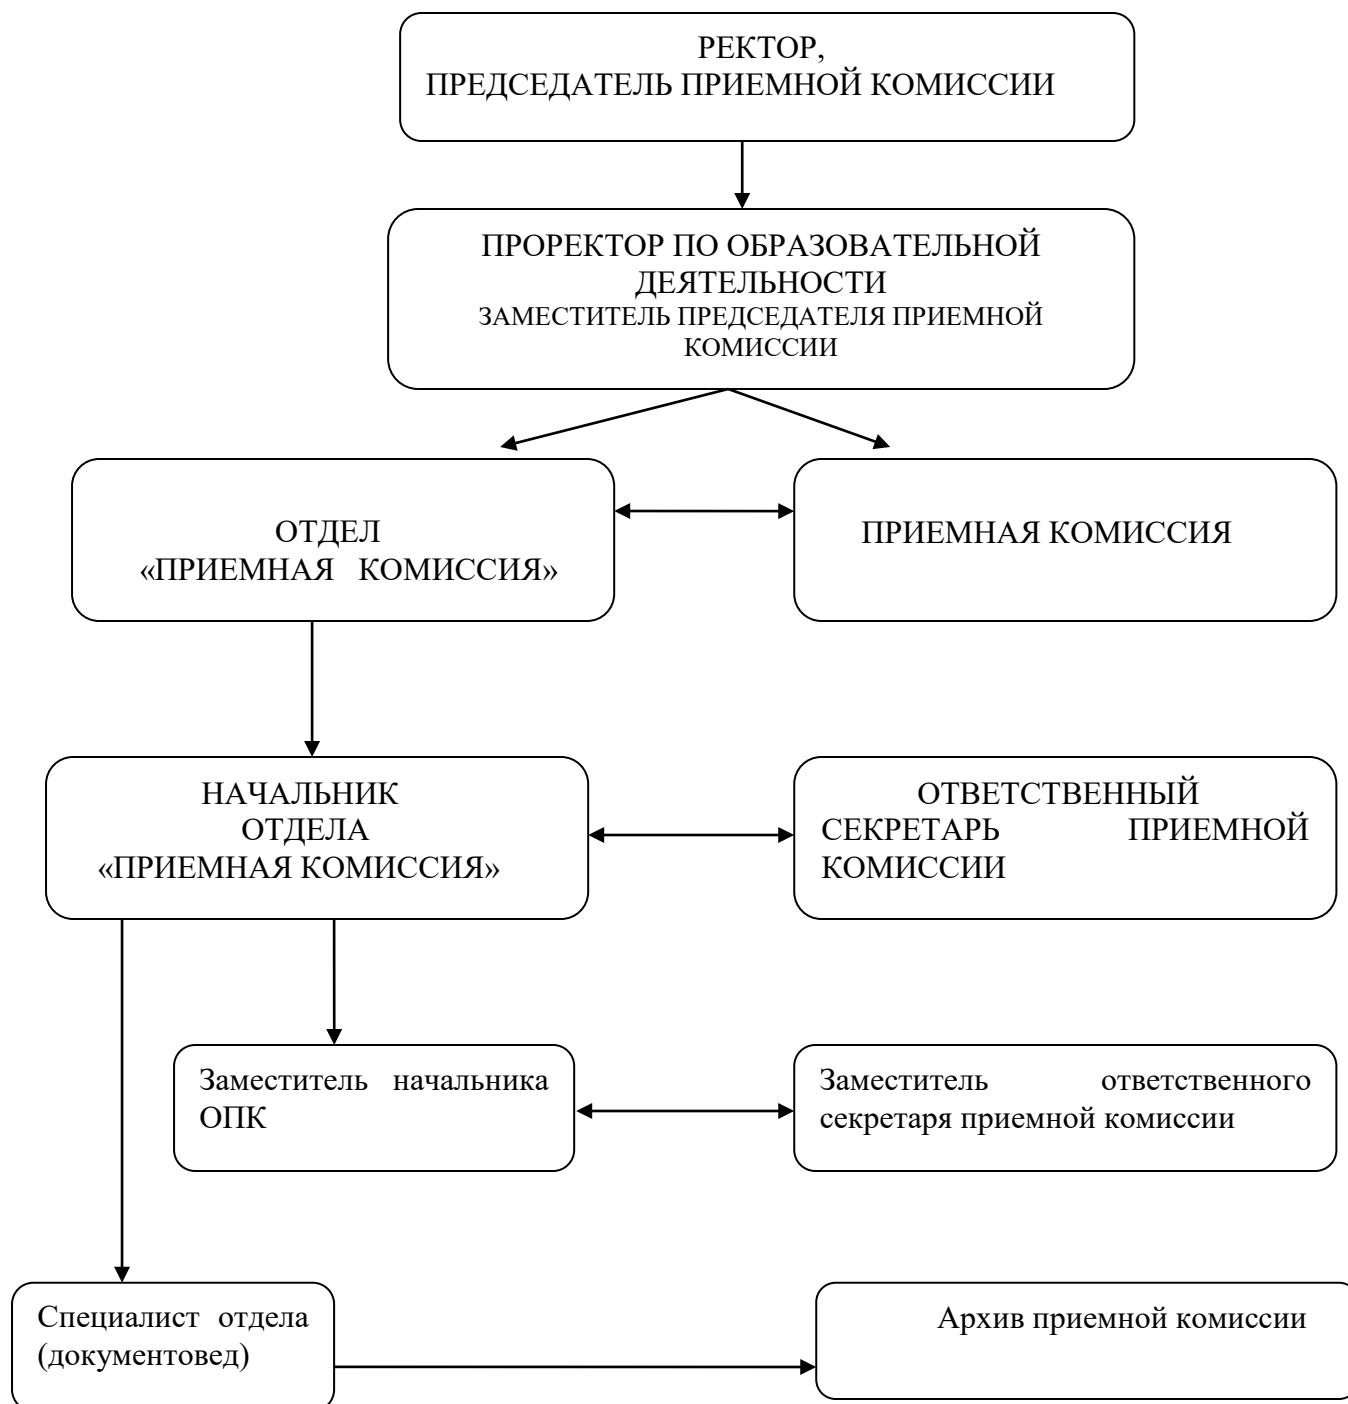 РЕКТОР,
ПРЕДСЕДАТЕЛЬ ПРИЕМНОЙ КОМИССИИ
ПРОРЕКТОР ПО ОБРАЗОВАТЕЛЬНОЙ
ДЕЯТЕЛЬНОСТИ
ЗАМЕСТИТЕЛЬ ПРЕДСЕДАТЕЛЯ ПРИЕМНОЙ
КОМИССИИ
ОТДЕЛ
«ПРИЕМНАЯ КОМИССИЯ»
ПРИЕМНАЯ КОМИССИЯ
НАЧАЛЬНИК
ОТДЕЛА
«ПРИЕМНАЯ КОМИССИЯ»
ОТВЕТСТВЕННЫЙ
СЕКРЕТАРЬ ПРИЕМНОЙ
КОМИССИИ
Заместитель начальника
ОПК
Заместитель ответственного
секретаря приемной комиссии
Специалист отдела
(документовед)
Архив приемной комиссии